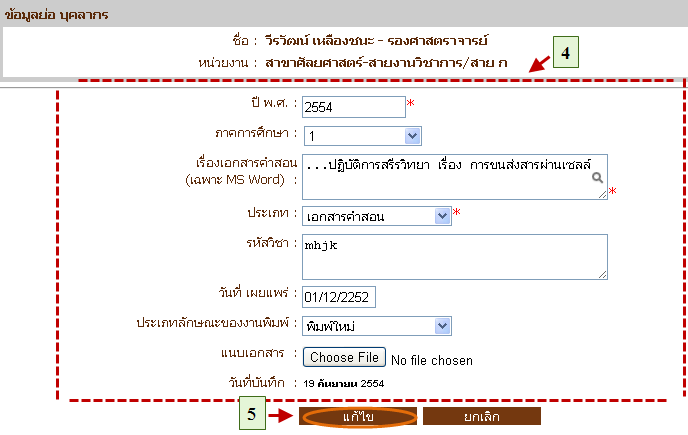 ข้อมูลย่อ บุคลากร
ชื่อ : วีรวัฒน์ เหลืองชนะ - รองศาสตราจารย์
หน่วยงาน : สาขาศัลยศาสตร์-สายงานวิชาการ/สาย ก
4
ปี พ.ศ. : 2554 *
ภาคการศึกษา : 1
เรื่องเอกสารคำสอน
(เฉพาะ MS Word) : ...ปฏิบัติการสรีรวิทยา เรื่อง การขนส่งสารผ่านเซลล์ *
ประเภท : เอกสารคำสอน *
รหัสวิชา : mhjk
วันที่ เผยแพร่ : 01/12/2252
ประเภทลักษณะของงานพิมพ์ : พิมพ์ใหม่
แนบเอกสาร : Choose File No file chosen
วันที่บันทึก : 19 กันยายน 2554
5 แก้ไข ยกเลิก